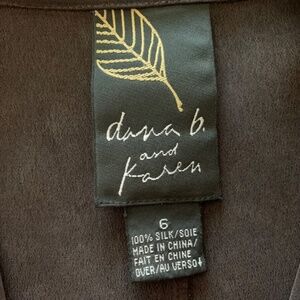 dana b.
and
karen
6
100% SILK/SOIE
MADE IN CHINA/
FAIT EN CHINE
OVER/AU VERSO↓